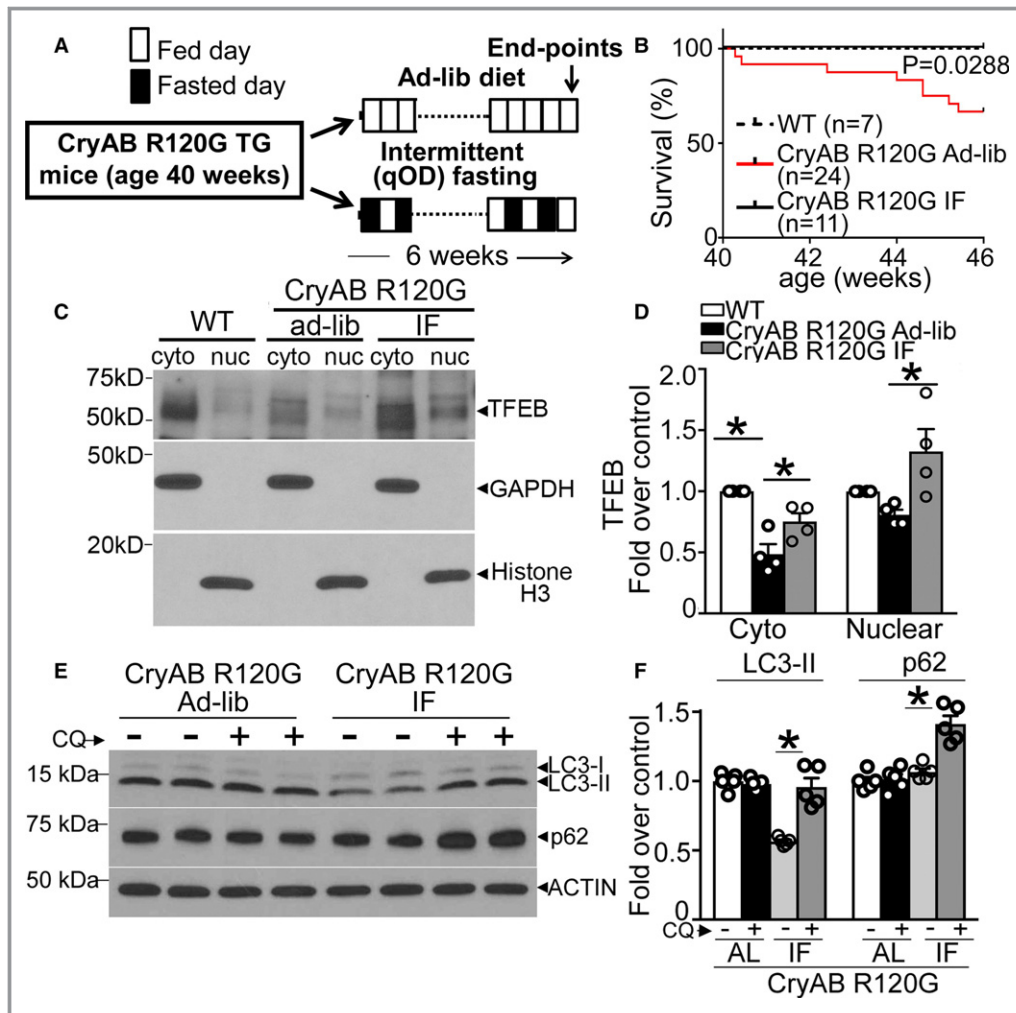 A
Fed day
Fasted day
CryAB R120G TG
mice (age 40 weeks)
End-points
Ad-lib diet
Intermittent
(qOD) fasting
6 weeks
B
100
50
0
Survival (%)
P=0.0288
WT (n=7)
CryAB R120G Ad-lib
(n=24)
CryAB R120G IF
(n=11)
40
42
44
46
age (weeks)
C
CryAB R120G
WT
ad-lib
IF
cyto nuc cyto nuc cyto nuc
75kD
50kD
TFEB
50kD
GAPDH
20kD
Histone
H3
D
WT
CryAB R120G Ad-lib
CryAB R120G IF
TFEB
Fold over control
2.0
1.5
1.0
0.5
0.0
*
*
*
Cyto
Nuclear
E
CryAB R120G
Ad-lib
CryAB R120G
IF
CQ
- - + + - - + +
15 kDa
LC3-I
LC3-II
75 kDa
p62
50 kDa
ACTIN
F
LC3-II
p62
Fold over control
1.5
1.0
0.5
0.0
*
*
CQ
- + - + - + - +
AL
IF
AL
IF
CryAB R120G